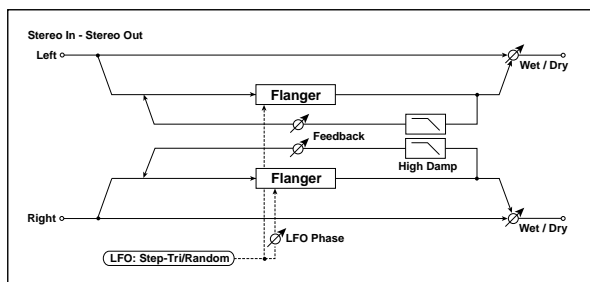 Stereo In - Stereo Out
Left
Wet / Dry
Flanger
Feedback
High Damp
Flanger
Right
Wet / Dry
LFO Phase
LFO: Step-Tri/Random